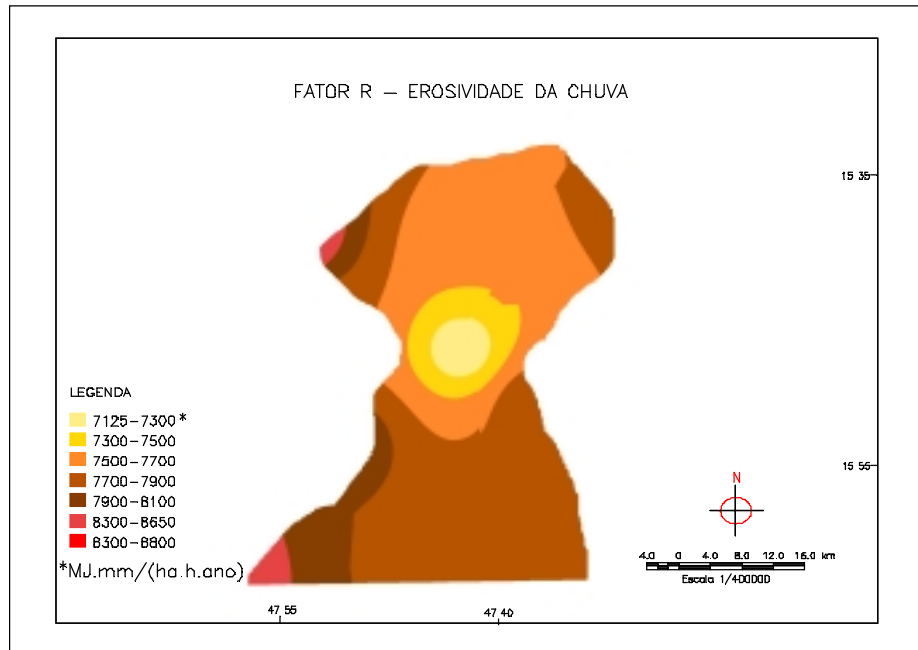 FATOR R – EROSIVIDADE DA CHUVA
15 35
LEGENDA
7125–7300*
7300–7500
7500–7700
7700–7900
7900–8100
8300–8650
8300–8800
*MJ.mm/(ha.h.ano)
15 55
N
4.0 0 4.0 8.0 12.0 16.0 km
Escala 1/400000
47 55
47 40